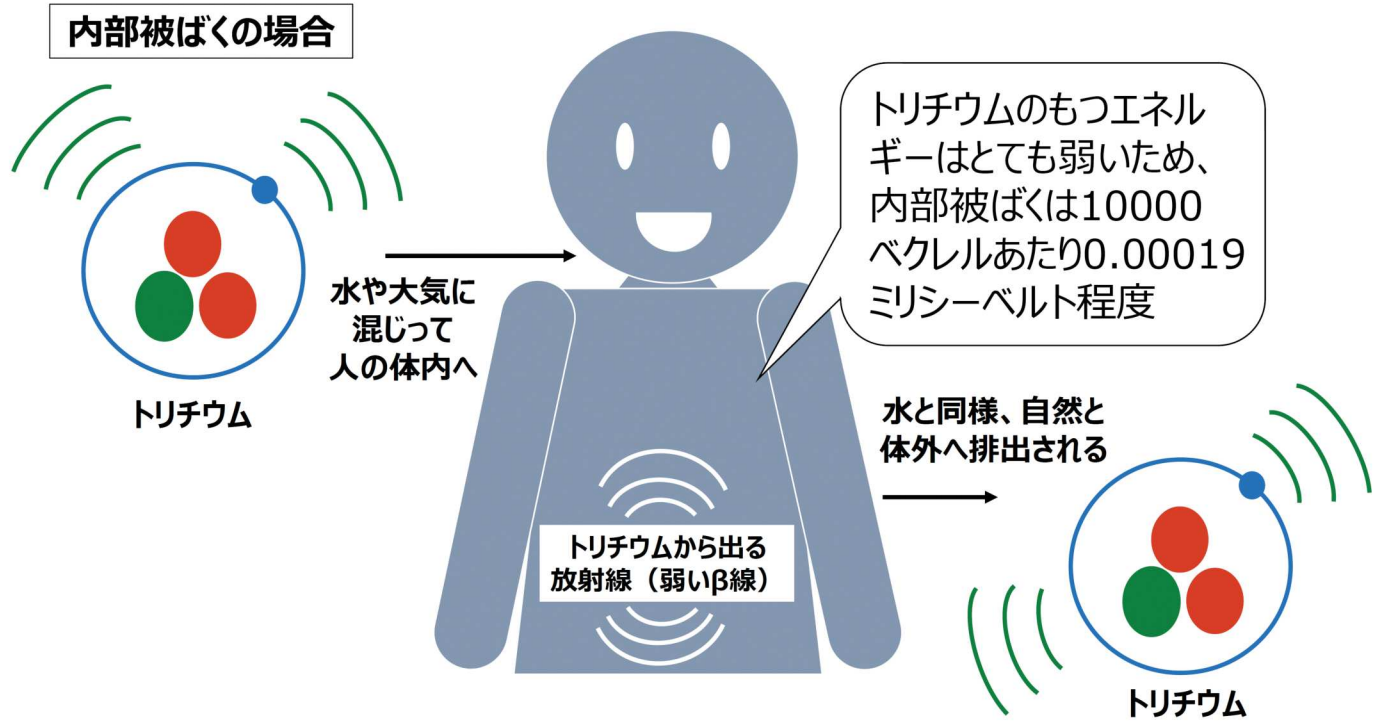 内部被ばくの場合
トリチウムのもつエネル
ギーはとても弱いため、
内部被ばくは10000
ベクレルあたり0.00019
ミリシーベルト程度
水や大気に
混じって
人の体内へ
トリチウム
水と同様、自然と
体外へ排出される
トリチウムから出る
放射線（弱いβ線）
トリチウム